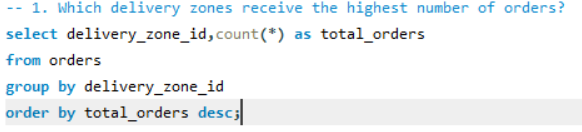 -- 1. Which delivery zones receive the highest number of orders?
select delivery_zone_id,count(*) as total_orders
from orders
group by delivery_zone_id
order by total_orders desc;